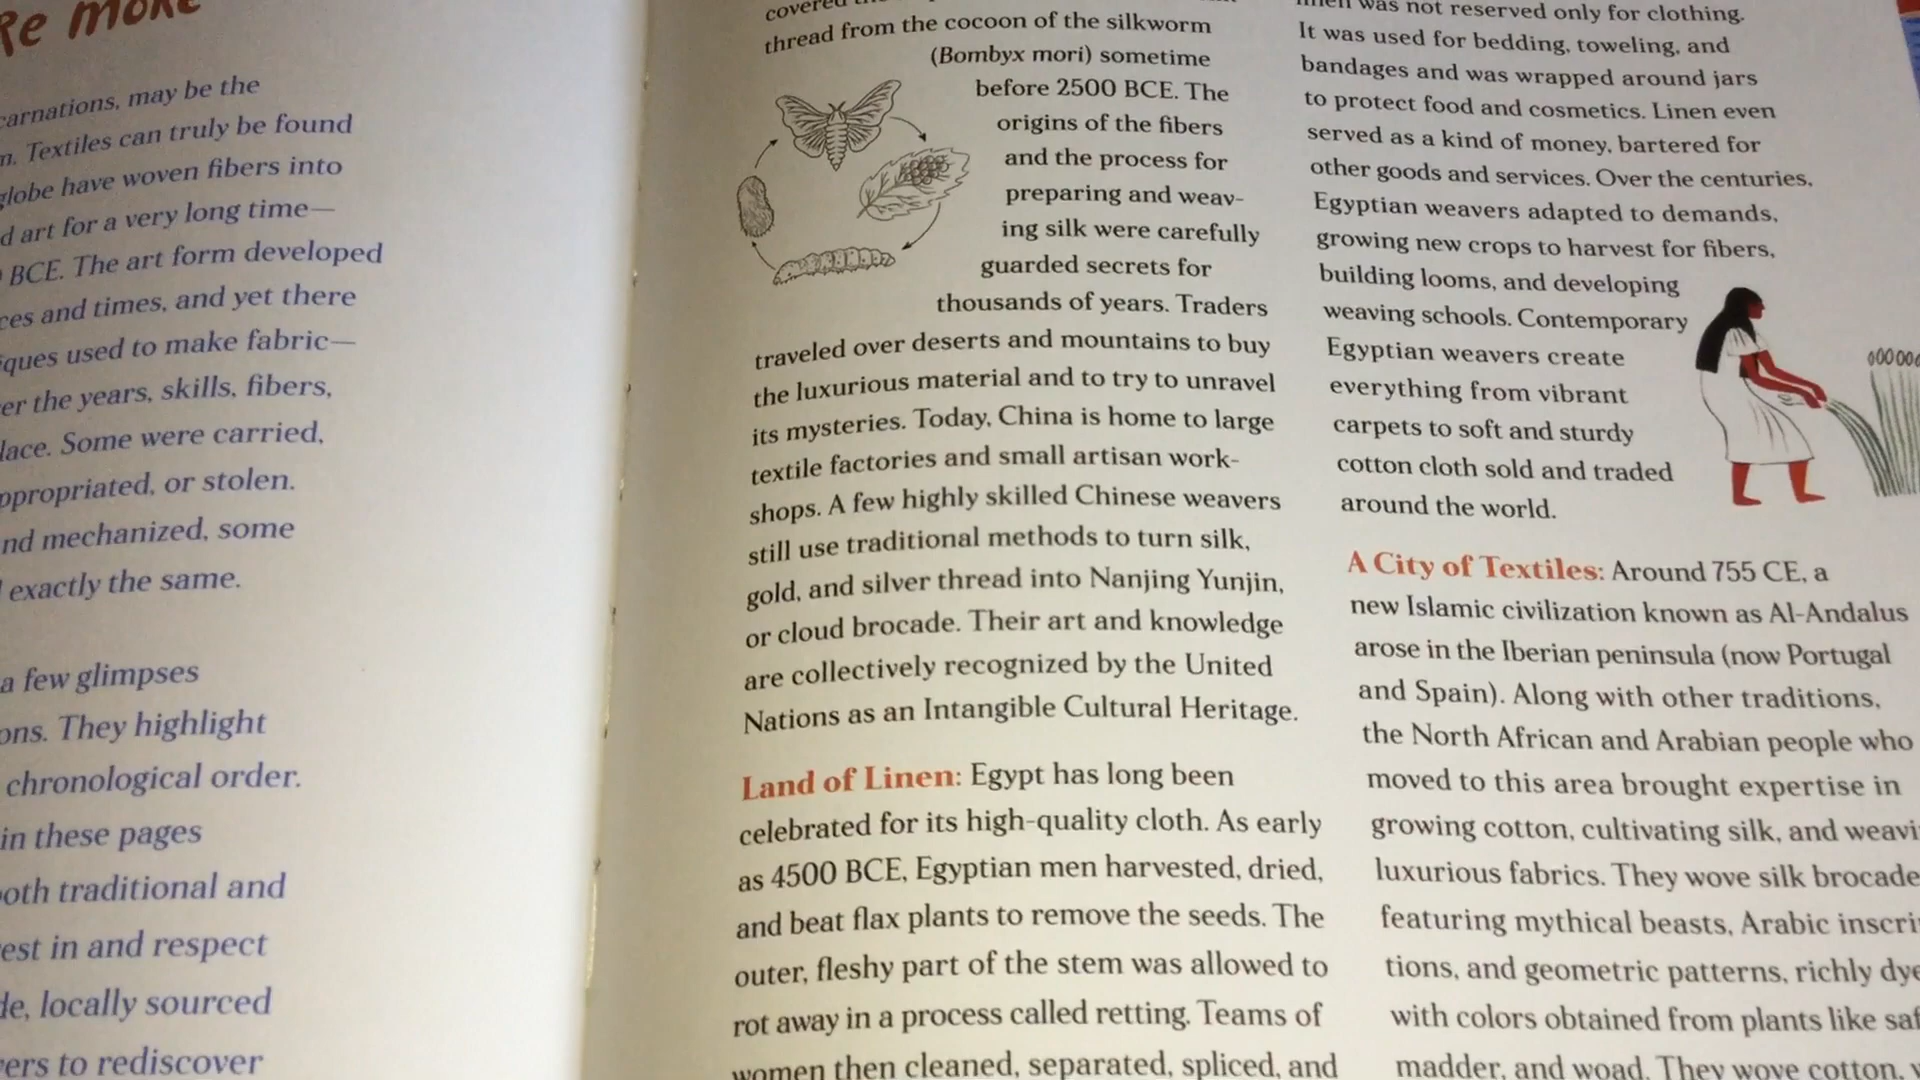 Re more
carnations, may be the
n. Textiles can truly be found
globe have woven fibers into
d art for a very long time—
BCE. The art form developed
ces and times, and yet there
iques used to make fabric—
er the years, skills, fibers,
lace. Some were carried,
ppropriated, or stolen.
nd mechanized, some
exactly the same.
a few glimpses
ons. They highlight
chronological order.
in these pages
oth traditional and
est in and respect
de, locally sourced
ers to rediscover
covered
thread from the cocoon of the silkworm
(Bombyx mori) sometime
before 2500 BCE. The
origins of the fibers
and the process for
preparing and weav-
ing silk were carefully
guarded secrets for
thousands of years. Traders
traveled over deserts and mountains to buy
the luxurious material and to try to unravel
its mysteries. Today, China is home to large
textile factories and small artisan work-
shops. A few highly skilled Chinese weavers
still use traditional methods to turn silk,
gold, and silver thread into Nanjing Yunjin,
or cloud brocade. Their art and knowledge
are collectively recognized by the United
Nations as an Intangible Cultural Heritage.
Land of Linen: Egypt has long been
celebrated for its high-quality cloth. As early
as 4500 BCE, Egyptian men harvested, dried,
and beat flax plants to remove the seeds. The
outer, fleshy part of the stem was allowed to
rot away in a process called retting. Teams of
women then cleaned, separated, spliced, and
was not reserved only for clothing.
It was used for bedding, toweling, and
bandages and was wrapped around jars
to protect food and cosmetics. Linen even
served as a kind of money, bartered for
other goods and services. Over the centuries,
Egyptian weavers adapted to demands,
growing new crops to harvest for fibers,
building looms, and developing
weaving schools. Contemporary
Egyptian weavers create
everything from vibrant
carpets to soft and sturdy
cotton cloth sold and traded
around the world.
A City of Textiles: Around 755 CE, a
new Islamic civilization known as Al-Andalus
arose in the Iberian peninsula (now Portugal
and Spain). Along with other traditions,
the North African and Arabian people who
moved to this area brought expertise in
growing cotton, cultivating silk, and weavi
luxurious fabrics. They wove silk brocade
featuring mythical beasts, Arabic inscri
tions, and geometric patterns, richly dye
with colors obtained from plants like saf
madder, and woad. They wove cotton,